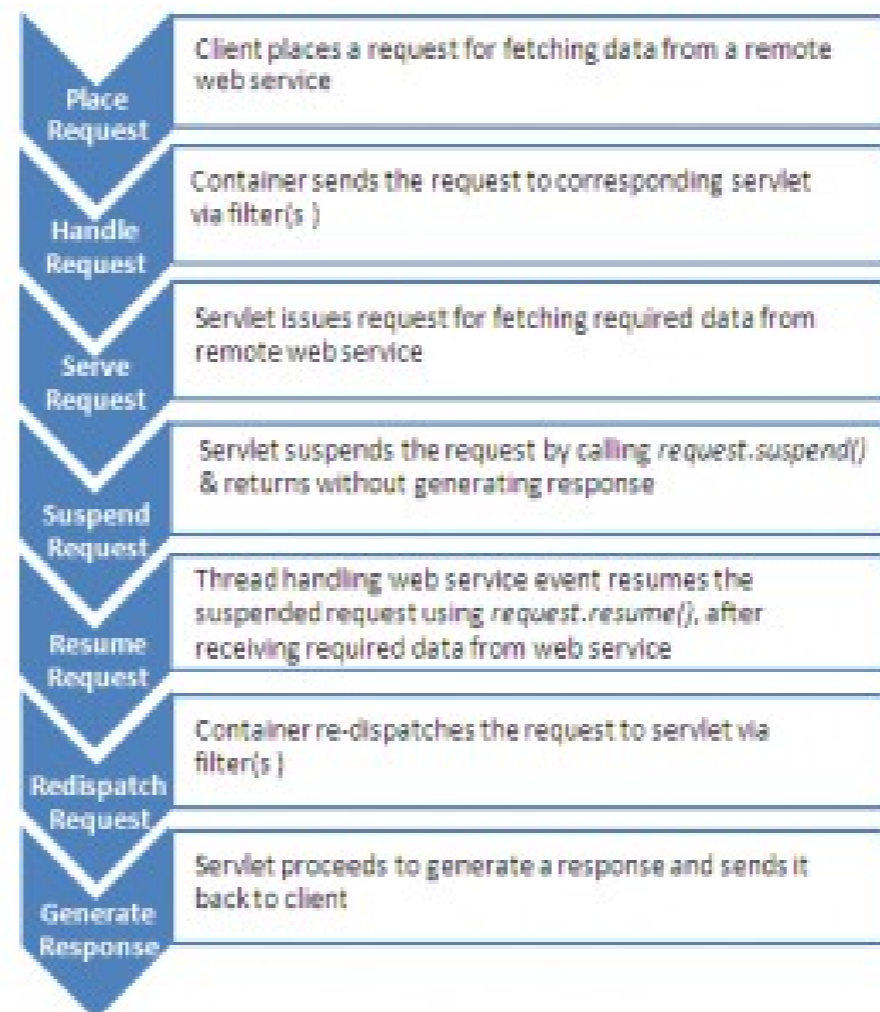 Place
Request
Client places a request for fetching data from a remote
web service
Handle
Request
Container sends the request to corresponding servlet
via filter(s )
Serve
Request
Servlet issues request for fetching required data from
remote web service
Suspend
Request
Servlet suspends the request by calling request.suspend()
& returns without generating response
Resume
Request
Thread handling web service event resumes the
suspended request using request.resume(), after
receiving required data from web service
Redispatch
Request
Container re-dispatches the request to servlet via
filter(s )
Generate
Response
Servlet proceeds to generate a response and sends it
back to client